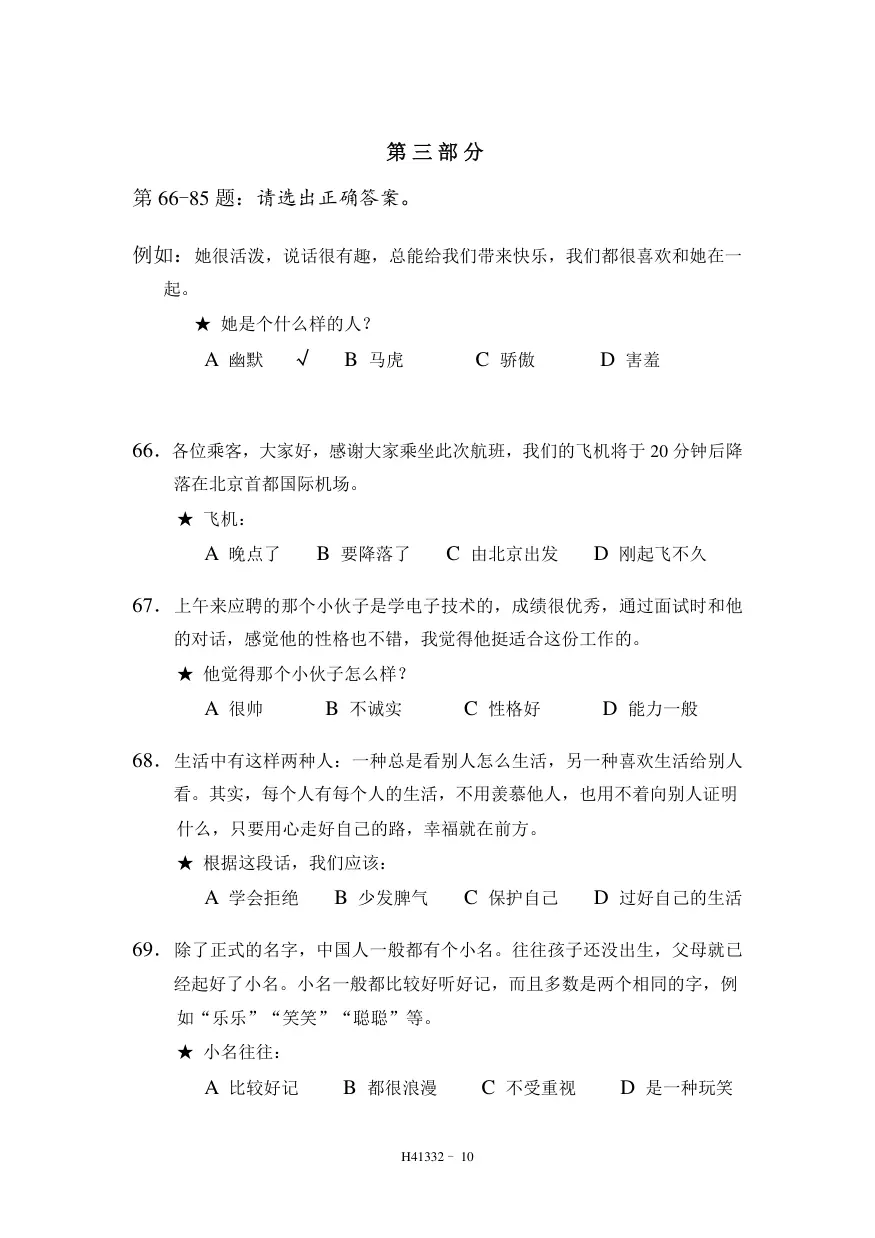 第 三 部 分
第 66-85 题：请选出正确答案。
例如：她很活泼，说话很有趣，总能给我们带来快乐，我们都很喜欢和她在一
起。
★ 她是个什么样的人？
A 幽默 √ B 马虎 C 骄傲 D 害羞
66．各位乘客，大家好，感谢大家乘坐此次航班，我们的飞机将于 20 分钟后降
落在北京首都国际机场。
★ 飞机：
A 晚点了 B 要降落了 C 由北京出发 D 刚起飞不久
67．上午来应聘的那个小伙子是学电子技术的，成绩很优秀，通过面试时和他
的对话，感觉他的性格也不错，我觉得他挺适合这份工作的。
★ 他觉得那个小伙子怎么样？
A 很帅 B 不诚实 C 性格好 D 能力一般
68．生活中有这样两种人：一种总是看别人怎么生活，另一种喜欢生活给别人
看。其实，每个人有每个人的生活，不用羡慕他人，也用不着向别人证明
什么，只要用心走好自己的路，幸福就在前方。
★ 根据这段话，我们应该：
A 学会拒绝 B 少发脾气 C 保护自己 D 过好自己的生活
69．除了正式的名字，中国人一般都有个小名。往往孩子还没出生，父母就已
经起好了小名。小名一般都比较好听好记，而且多数是两个相同的字，例
如“乐乐”“笑笑”“聪聪”等。
★ 小名往往：
A 比较好记 B 都很浪漫 C 不受重视 D 是一种玩笑
H41332 - 10